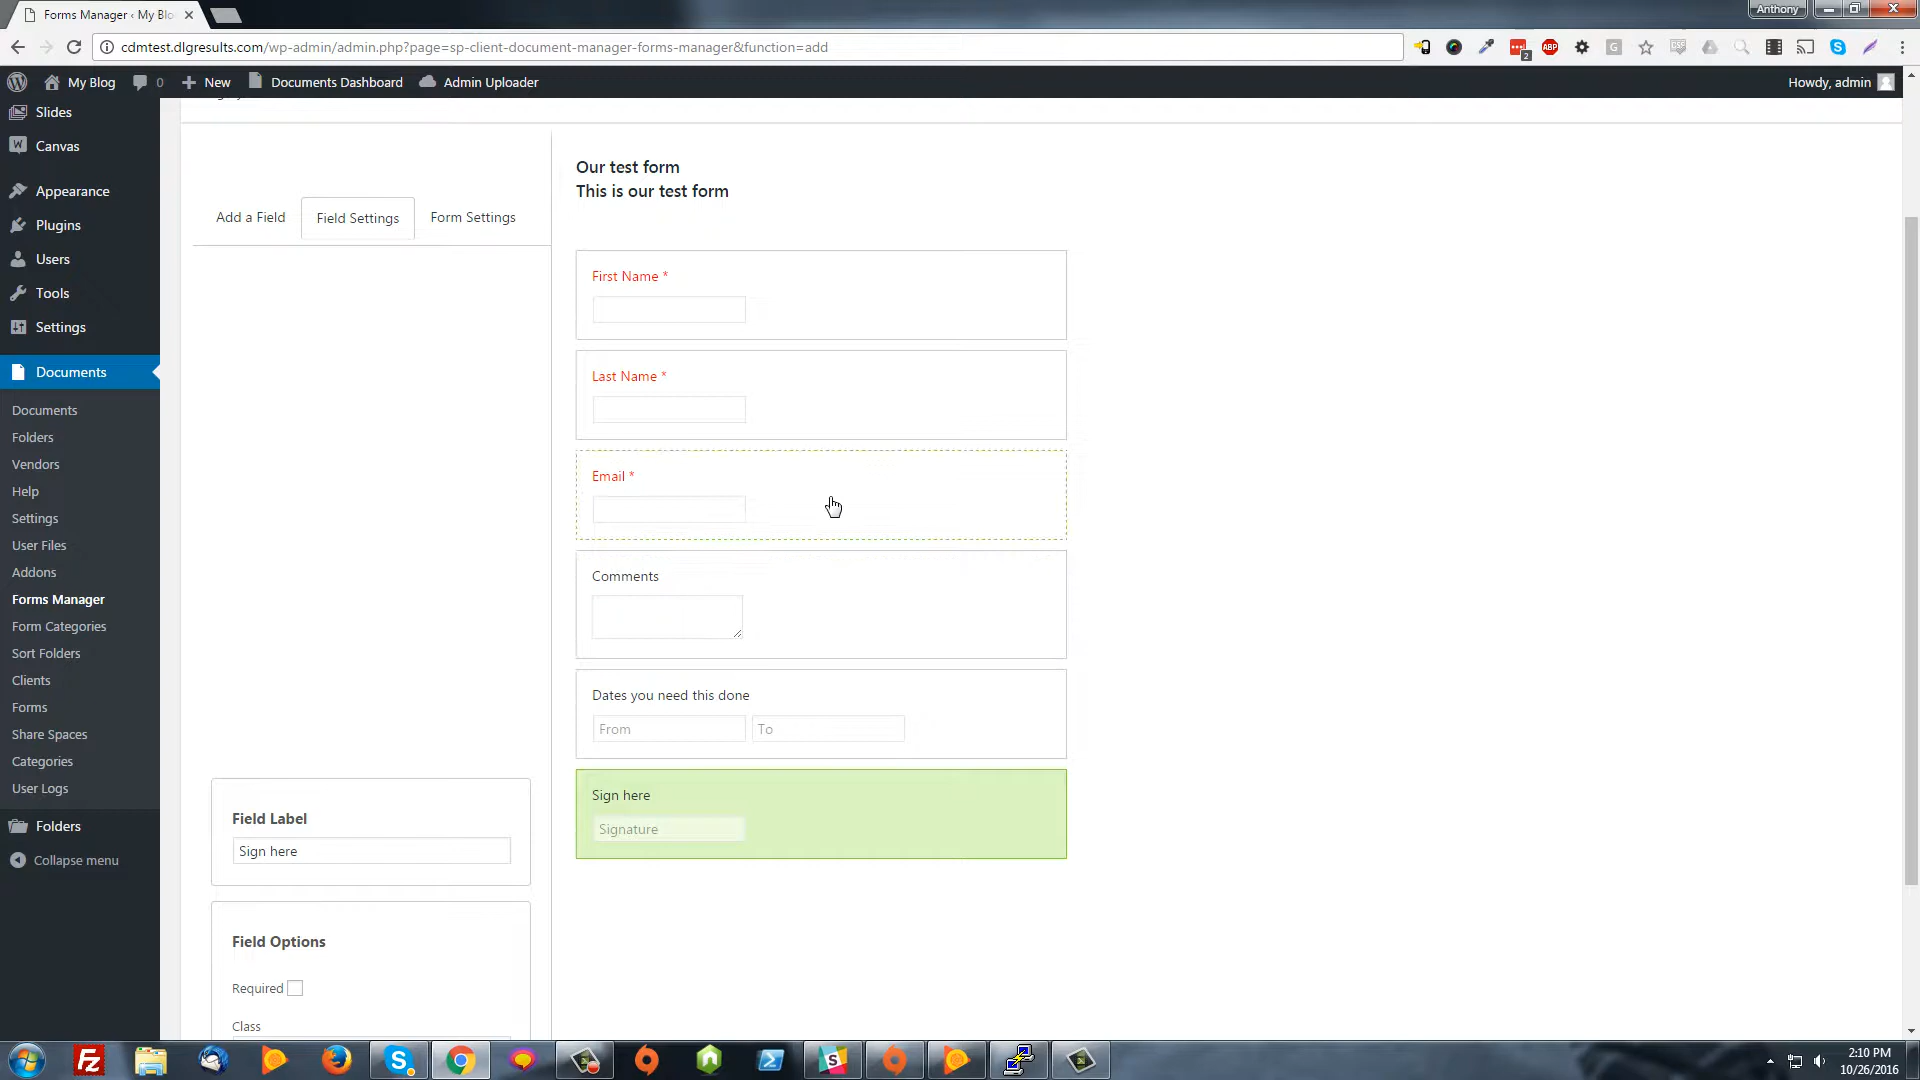 Forms Manager ‹ My Blo
Anthony
cdmtest.dlgresults.com/wp-admin/admin.php?page=sp-client-document-manager-forms-manager&function=add
2
ABP
G
My Blog
0
New
Documents Dashboard
Admin Uploader
Howdy, admin
Slides
Canvas
Appearance
Plugins
Users
Tools
Settings
Documents
Documents
Folders
Vendors
Help
Settings
User Files
Addons
Forms Manager
Form Categories
Sort Folders
Clients
Forms
Share Spaces
Categories
User Logs
Folders
Collapse menu
Add a Field
Field Settings
Form Settings
Field Label
Sign here
Field Options
Required
Class
Our test form
This is our test form
First Name *
Last Name *
Email *
Comments
Dates you need this done
From
To
Sign here
Signature
2:10 PM
10/26/2016